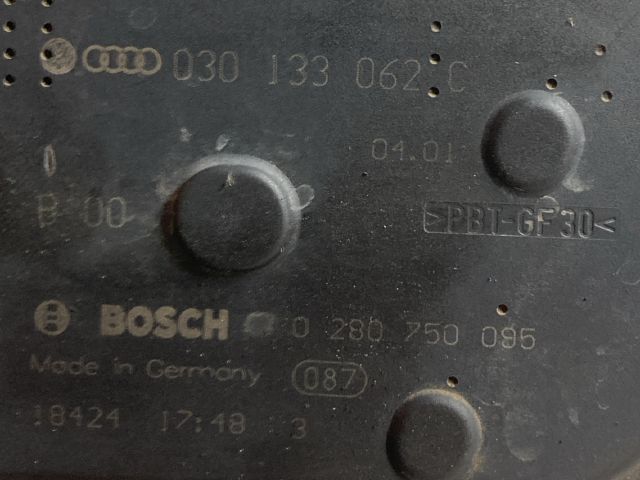 030 133 062 C
04.01
B 00
>PBT-GF30<
BOSCH 0 280 750 095
Made in Germany 087
18424 17:48 3